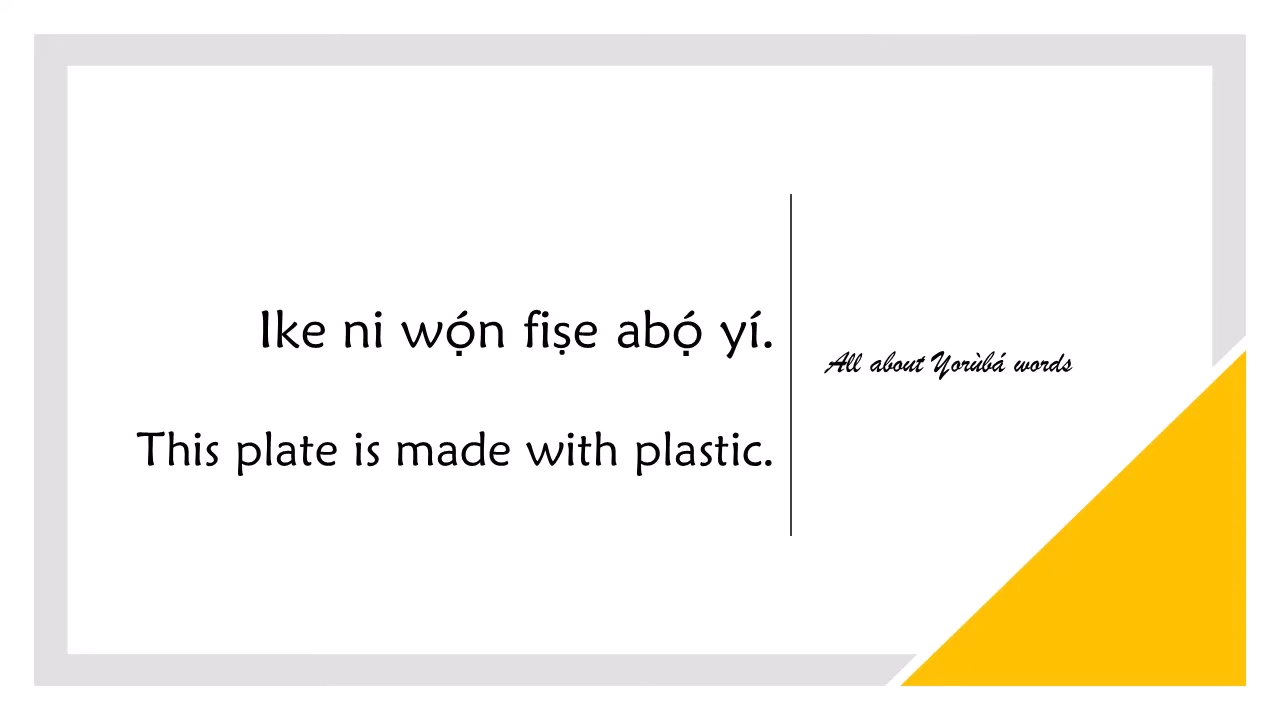 Ike ni wọ́n fiṣe abọ́ yí.
This plate is made with plastic.
All about Yorùbá words